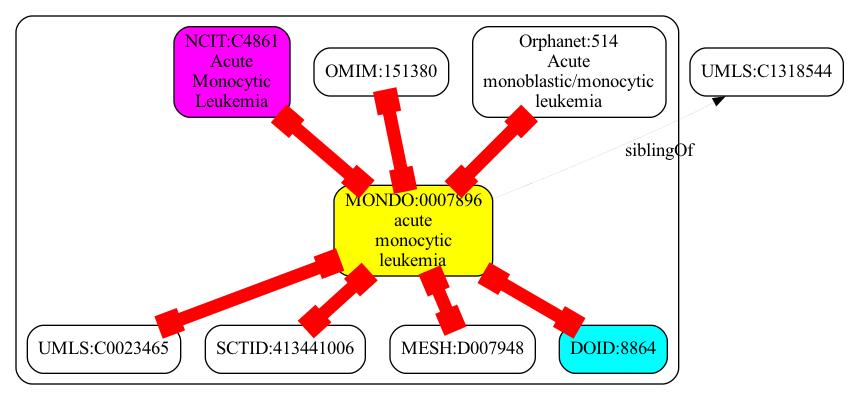 NCIT:C4861
Acute
Monocytic
Leukemia
OMIM:151380
Orphanet:514
Acute
monoblastic/monocytic
leukemia
UMLS:C1318544
siblingOf
MONDO:0007896
acute
monocytic
leukemia
UMLS:C0023465
SCTID:413441006
MESH:D007948
DOID:8864